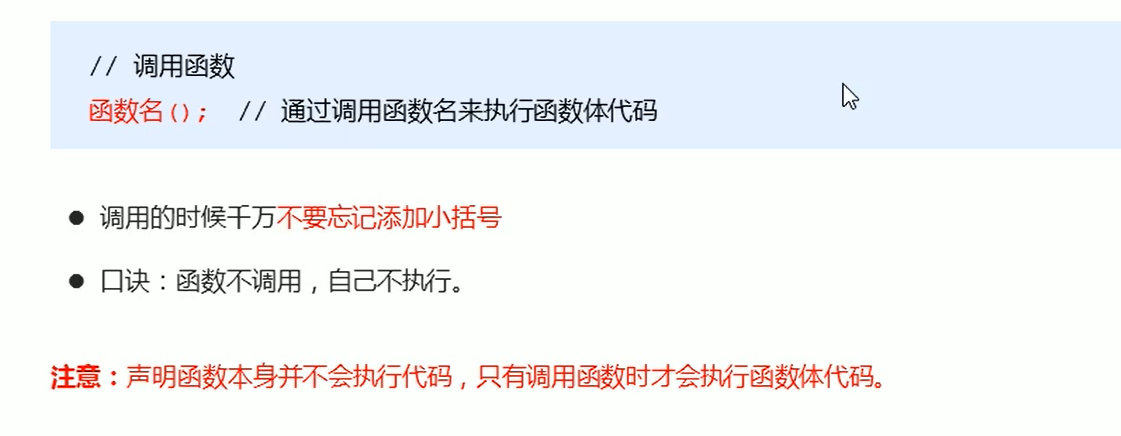 // 调用函数
函数名(); // 通过调用函数名来执行函数体代码
● 调用的时候千万不要忘记添加小括号
● 口诀：函数不调用，自己不执行。
注意：声明函数本身并不会执行代码，只有调用函数时才会执行函数体代码。